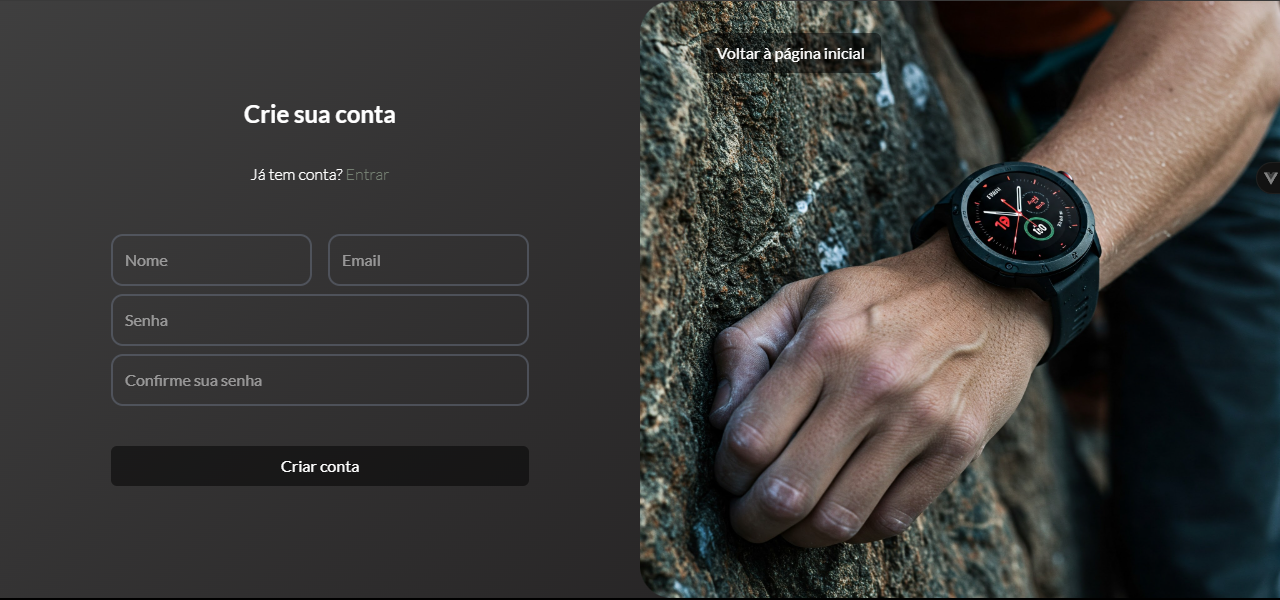 Crie sua conta
Já tem conta? Entrar
Nome
Email
Senha
Confirme sua senha
Criar conta
Voltar à página inicial